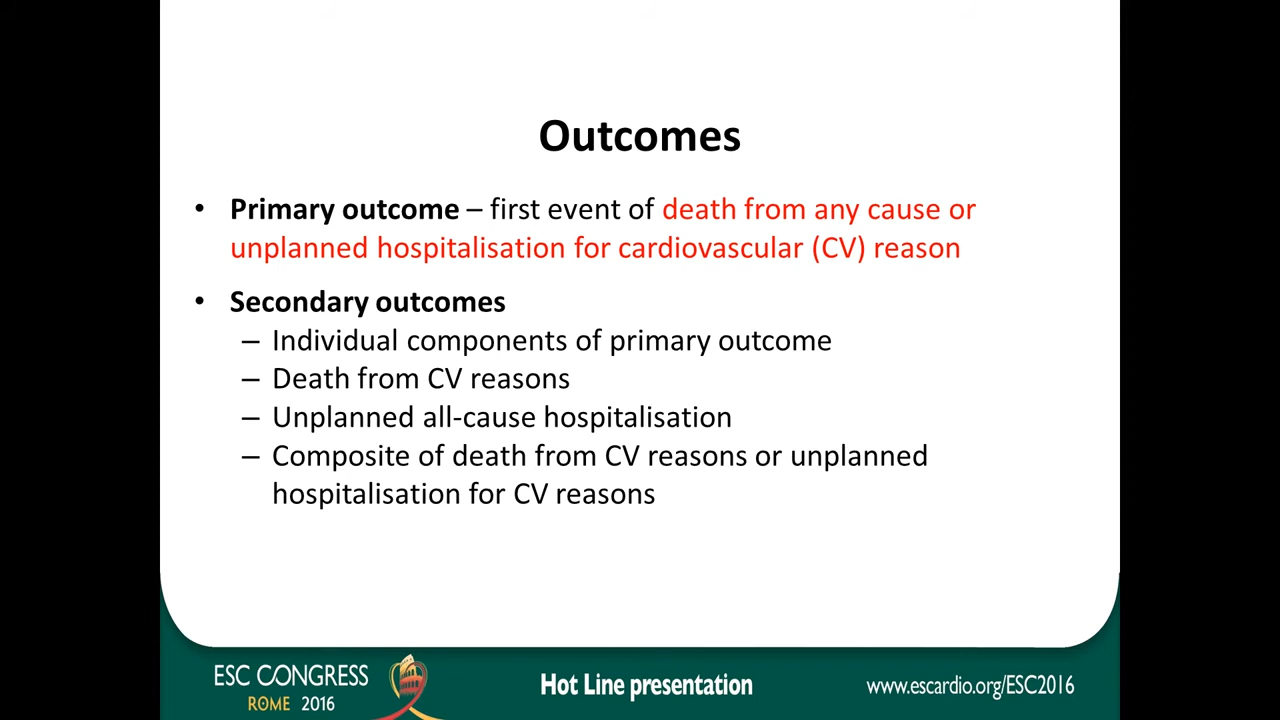 Outcomes
• Primary outcome – first event of death from any cause or
unplanned hospitalisation for cardiovascular (CV) reason
• Secondary outcomes
– Individual components of primary outcome
– Death from CV reasons
– Unplanned all-cause hospitalisation
– Composite of death from CV reasons or unplanned
hospitalisation for CV reasons
ESC CONGRESS
ROME 2016
Hot Line presentation
www.escardio.org/ESC2016